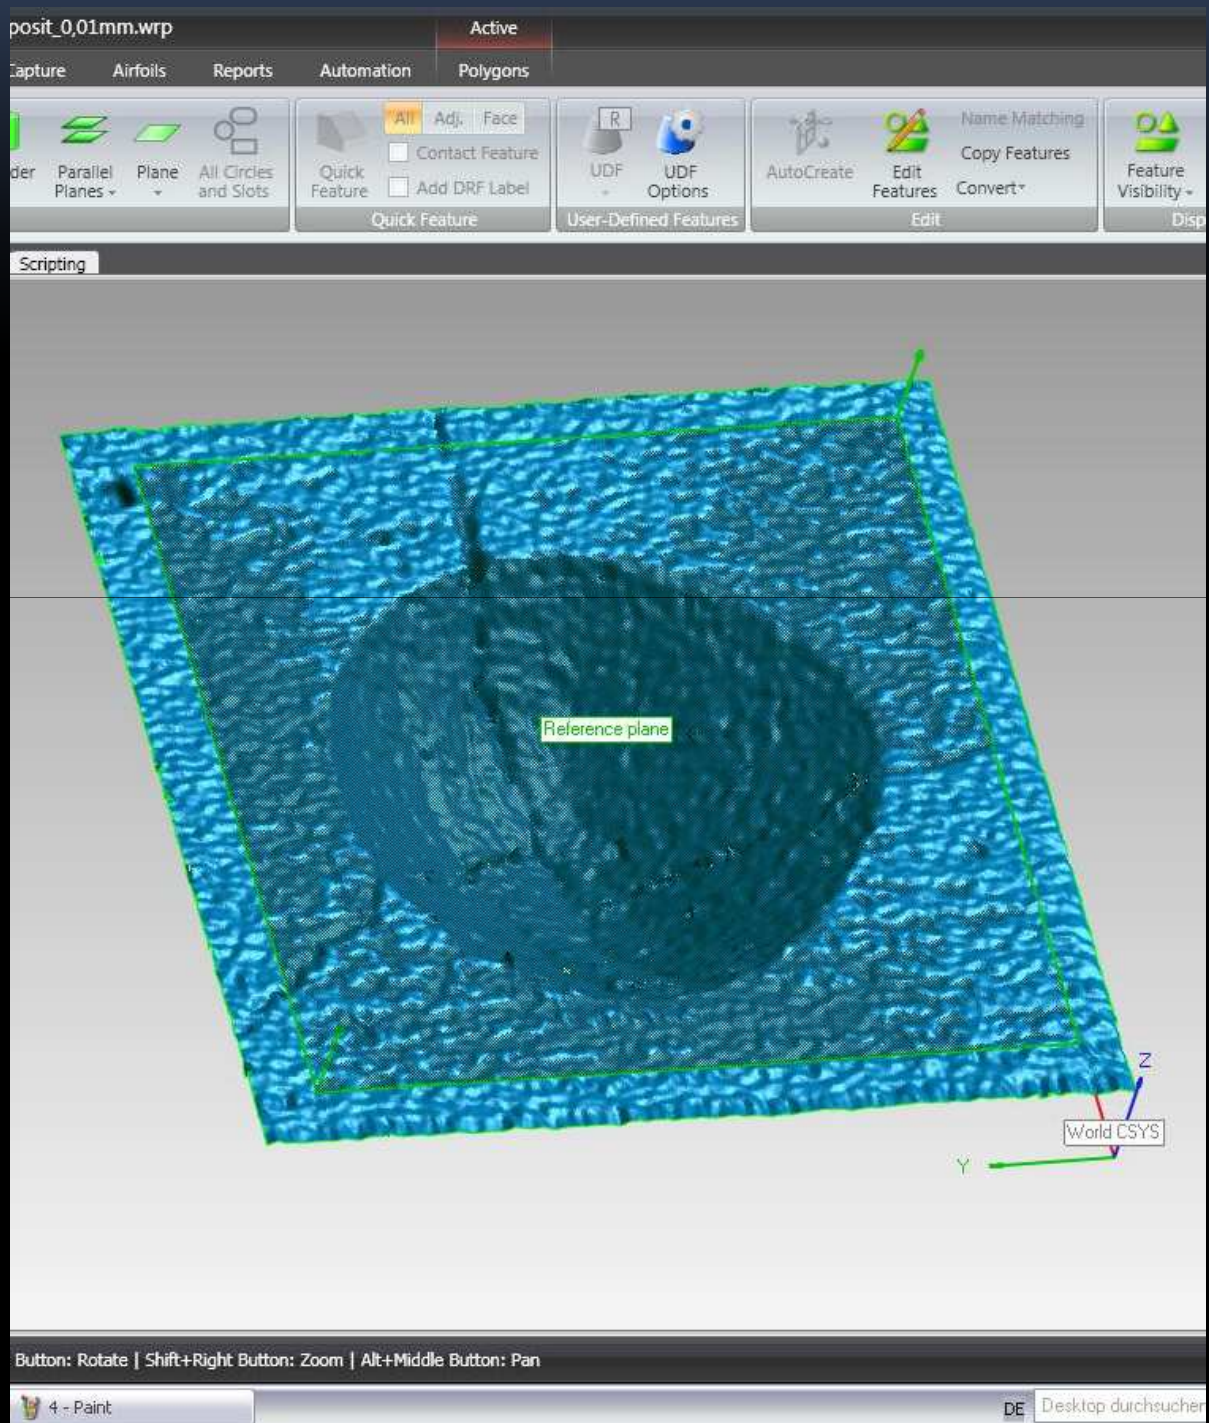 posit_0,01mm.wrp
Active
Capture Airfoils Reports Automation Polygons
All Adj. Face
Name Matching
Contact Feature
Copy Features
der Parallel Planes Plane All Circles and Slots
Quick Feature
Add DRF Label
UDF
UDF Options
AutoCreate
Edit Features
Convert
Feature Visibility
Quick Feature
User-Defined Features
Edit
Disp
Scripting
Reference plane
Z
World CSYS
Y
Button: Rotate | Shift+Right Button: Zoom | Alt+Middle Button: Pan
4 - Paint
DE
Desktop durchsuchen
R